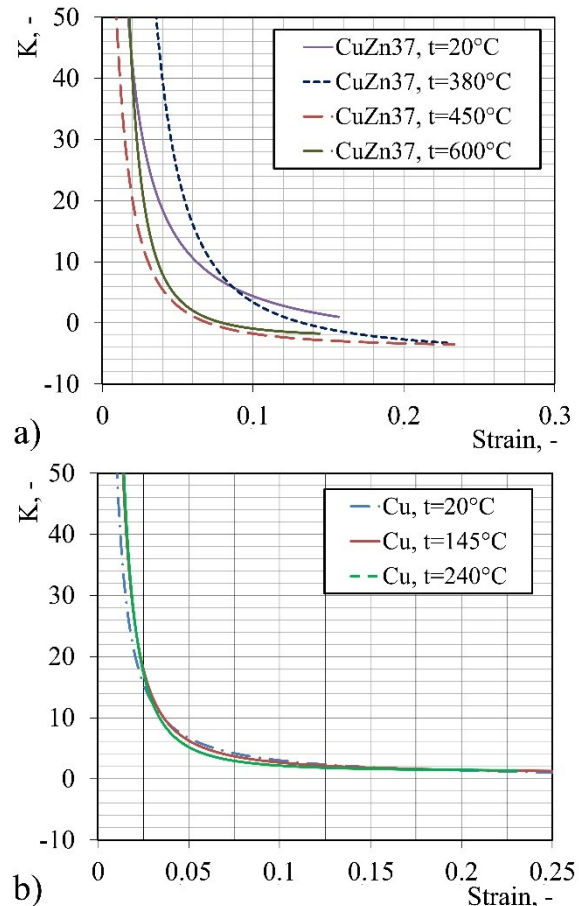 K, -
50
40
30
20
10
0
-10
CuZn37, t=20°C
CuZn37, t=380°C
CuZn37, t=450°C
CuZn37, t=600°C
0 0.1 0.2 0.3
Strain, -
a)
K, -
50
40
30
20
10
0
-10
Cu, t=20°C
Cu, t=145°C
Cu, t=240°C
0 0.05 0.1 0.15 0.2 0.25
Strain, -
b)